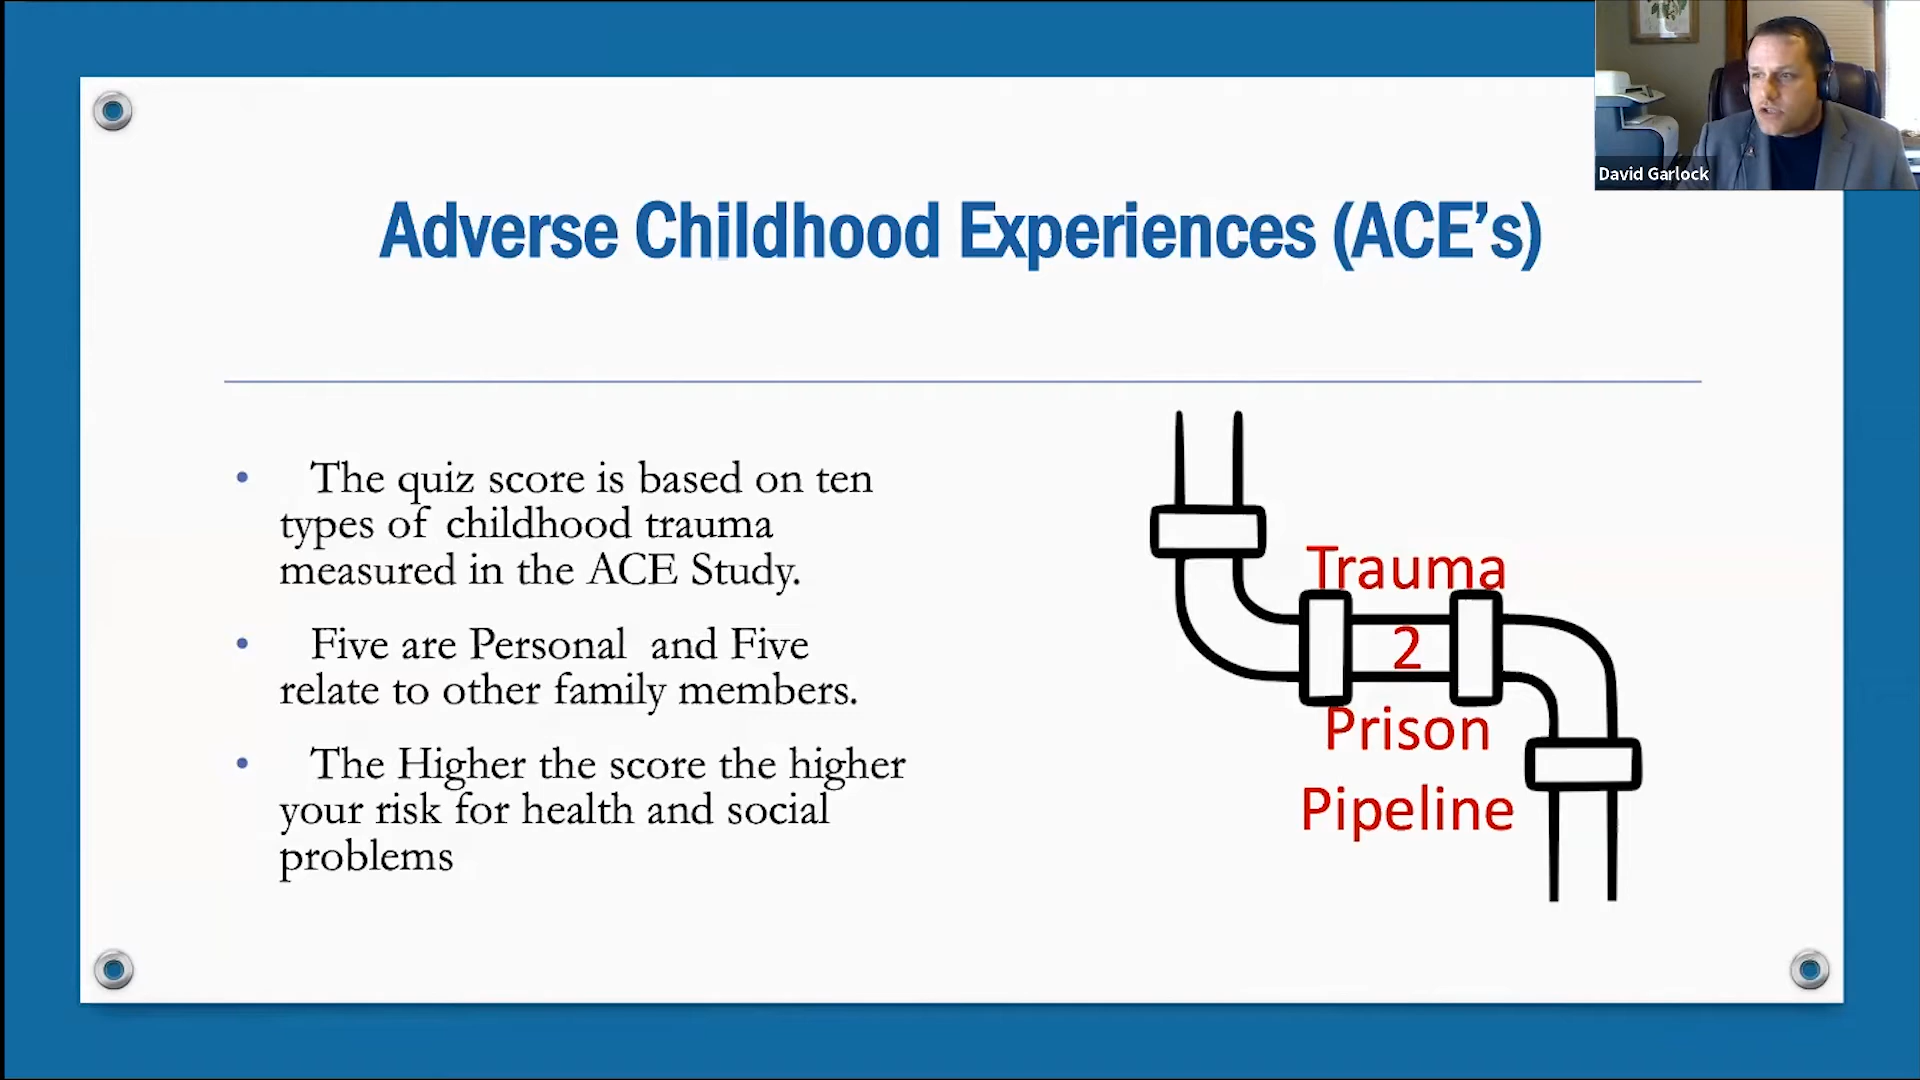 David Garlock
Adverse Childhood Experiences (ACE's)
• The quiz score is based on ten
types of childhood trauma
measured in the ACE Study.
• Five are Personal and Five
relate to other family members.
• The Higher the score the higher
your risk for health and social
problems
Trauma
2
Prison
Pipeline